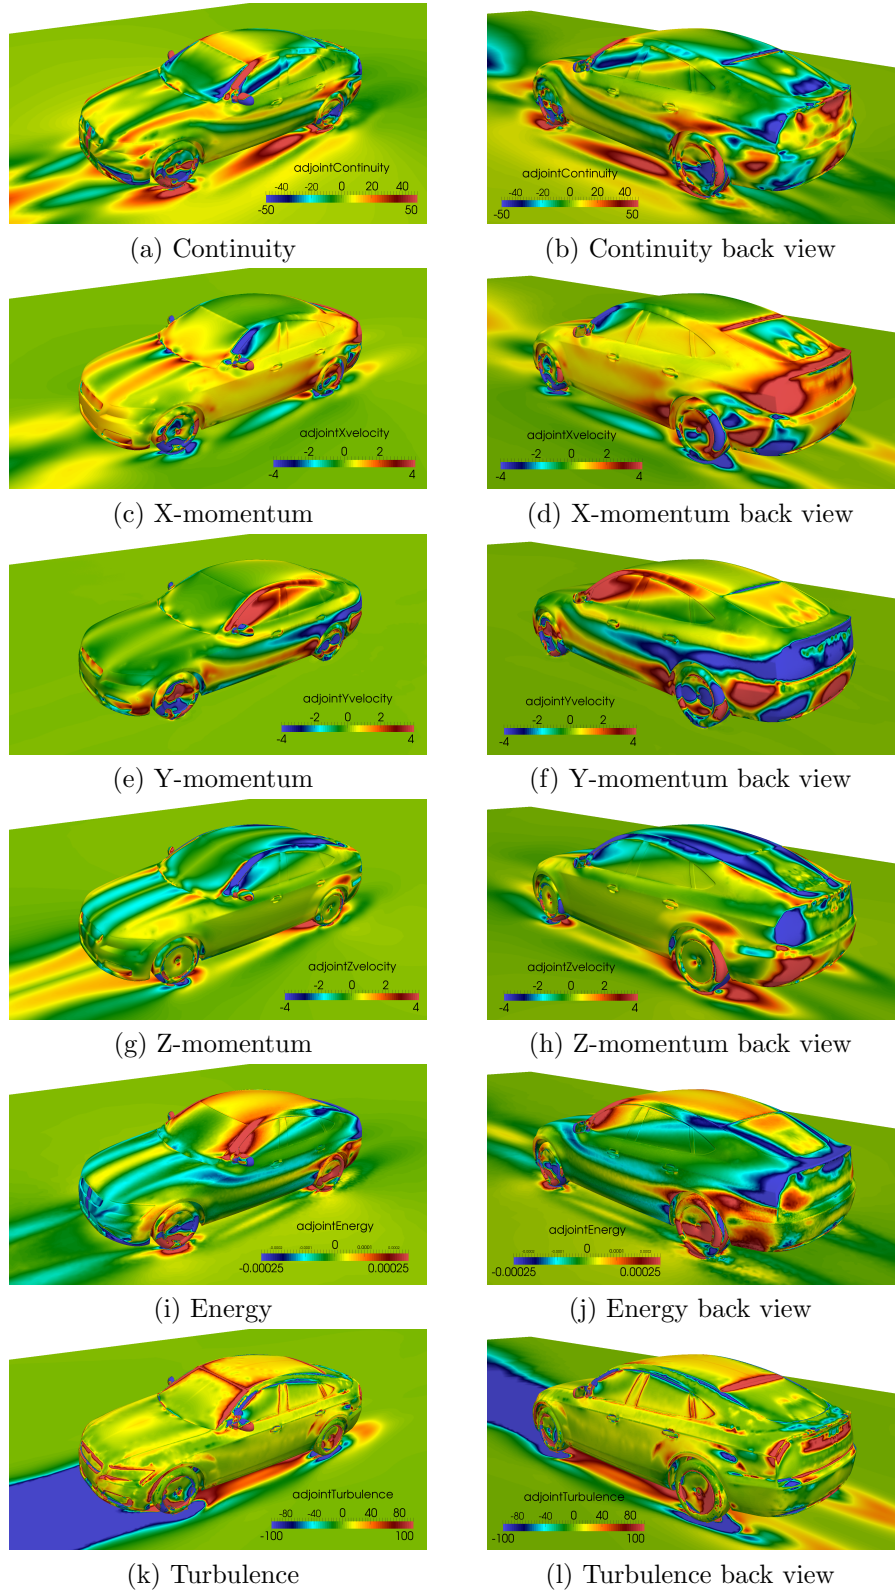 adjointContinuity
-40 -20 0 20 40
-50 50
adjointContinuity
-40 -20 0 20 40
-50 50
(a) Continuity
(b) Continuity back view
adjointXvelocity
-2 0 2
-4 4
adjointXvelocity
-2 0 2
-4 4
(c) X-momentum
(d) X-momentum back view
adjointYvelocity
-2 0 2
-4 4
adjointYvelocity
-2 0 2
-4 4
(e) Y-momentum
(f) Y-momentum back view
adjointZvelocity
-2 0 2
-4 4
adjointZvelocity
-2 0 2
-4 4
(g) Z-momentum
(h) Z-momentum back view
adjointEnergy
0
-0.00025 0.00025
adjointEnergy
0
-0.00025 0.00025
(i) Energy
(j) Energy back view
adjointTurbulence
-80 -40 0 40 80
-100 100
adjointTurbulence
-80 -40 0 40 80
-100 100
(k) Turbulence
(l) Turbulence back view